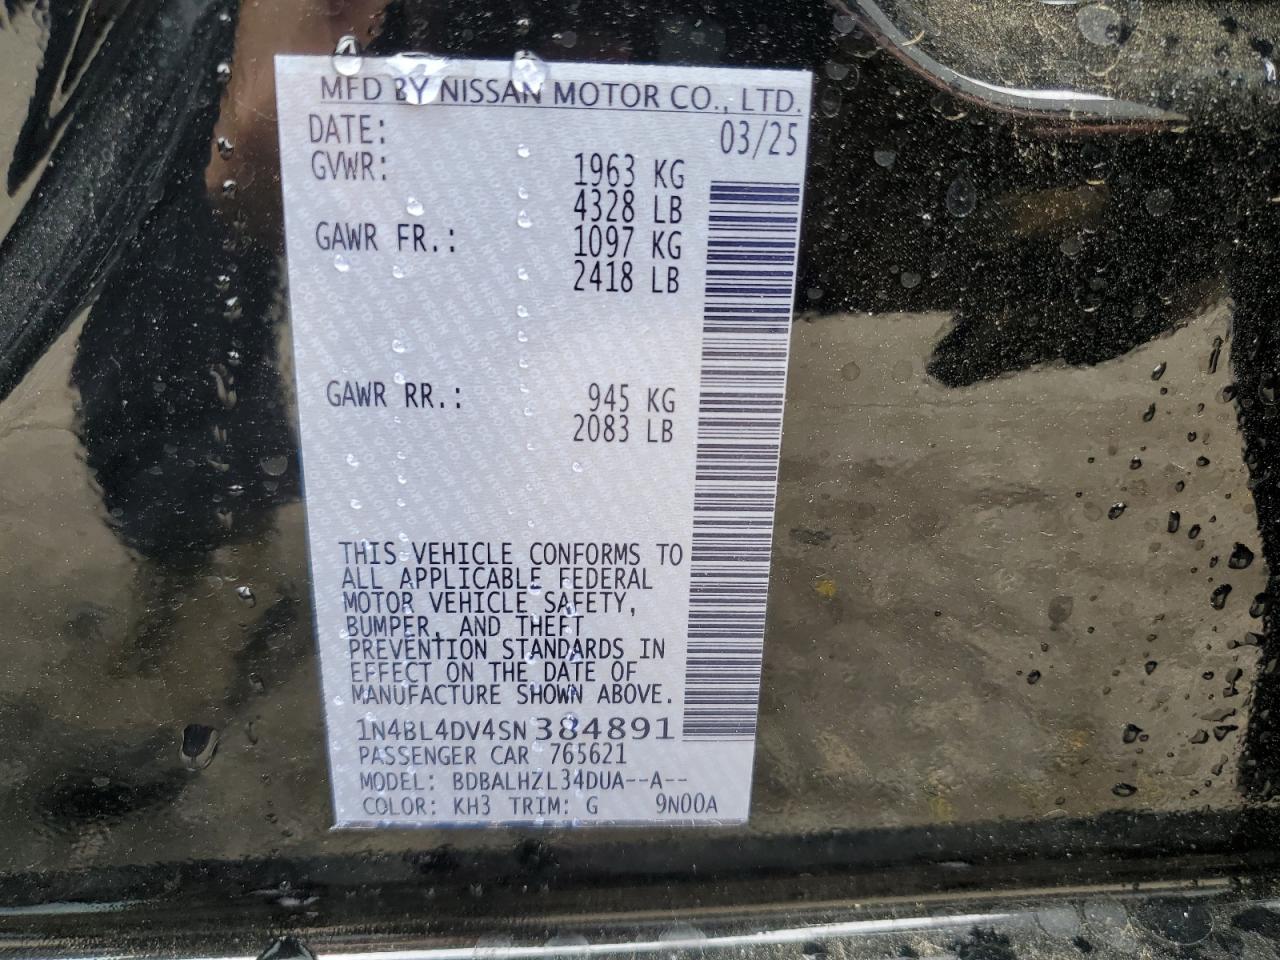 MFD BY NISSAN MOTOR CO., LTD.
DATE: 03/25
GVWR: 1963 KG
4328 LB
GAWR FR.: 1097 KG
2418 LB
GAWR RR.: 945 KG
2083 LB
THIS VEHICLE CONFORMS TO
ALL APPLICABLE FEDERAL
MOTOR VEHICLE SAFETY,
BUMPER, AND THEFT
PREVENTION STANDARDS IN
EFFECT ON THE DATE OF
MANUFACTURE SHOWN ABOVE.
1N4BL4DV4SN384891
PASSENGER CAR 765621
MODEL: BDBALHZL34DUA--A--
COLOR: KH3 TRIM: G 9N00A